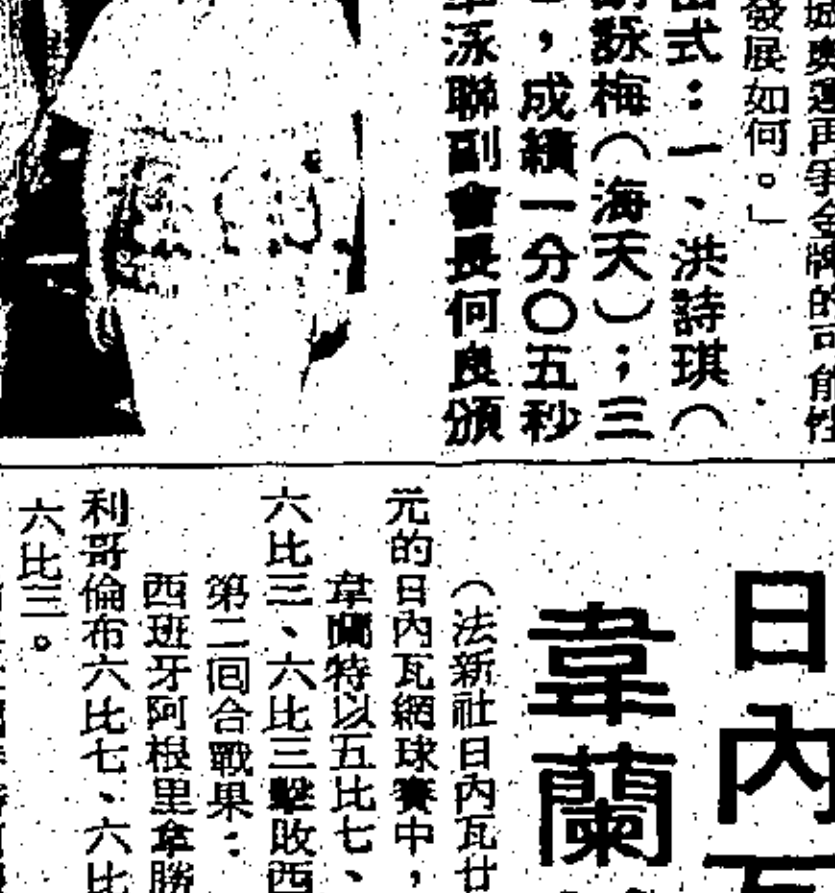 城奧運再爭金牌的可能性
發展如何。」
式：一、洪詩琪（
詠梅（海天）；三
，成績一分〇五秒
泳聯副會長何良頒
日內瓦
韋蘭
（法新社日內瓦廿
元的日內瓦網球賽中，
韋蘭特以五比七、
六比三、六比三擊敗西
第二回合戰果：
西班牙阿根里拿勝
利哥倫布六比七、六比
六比三。